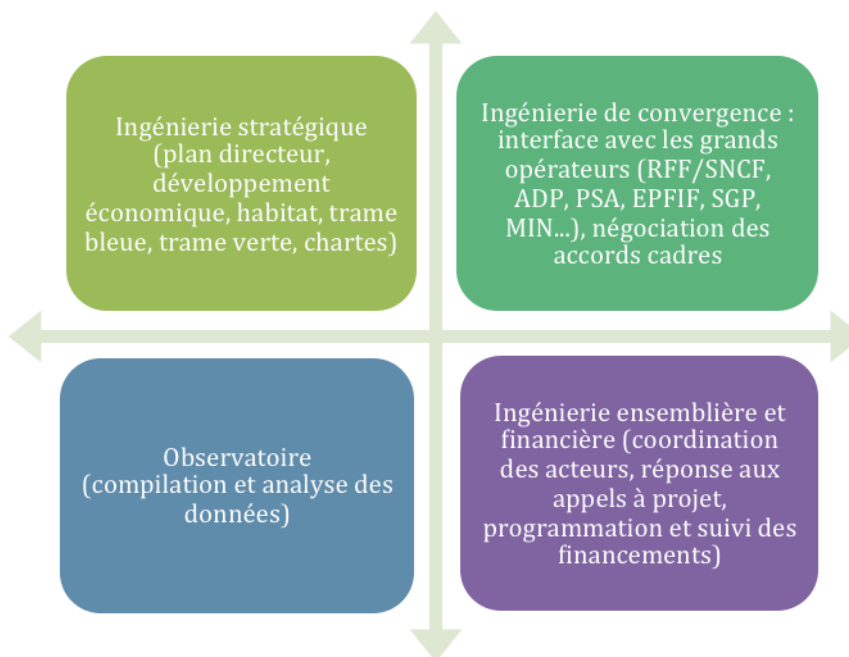 Ingénierie stratégique
(plan directeur,
développement
économique, habitat, trame
bleue, trame verte, chartes)
Ingénierie de convergence :
interface avec les grands
opérateurs (RFF/SNCF,
ADP, PSA, EPFIF, SGP,
MIN...), négociation des
accords cadres
Observatoire
(compilation et analyse des
données)
Ingénierie ensemblière et
financière (coordination
des acteurs, réponse aux
appels à projet,
programmation et suivi des
financements)